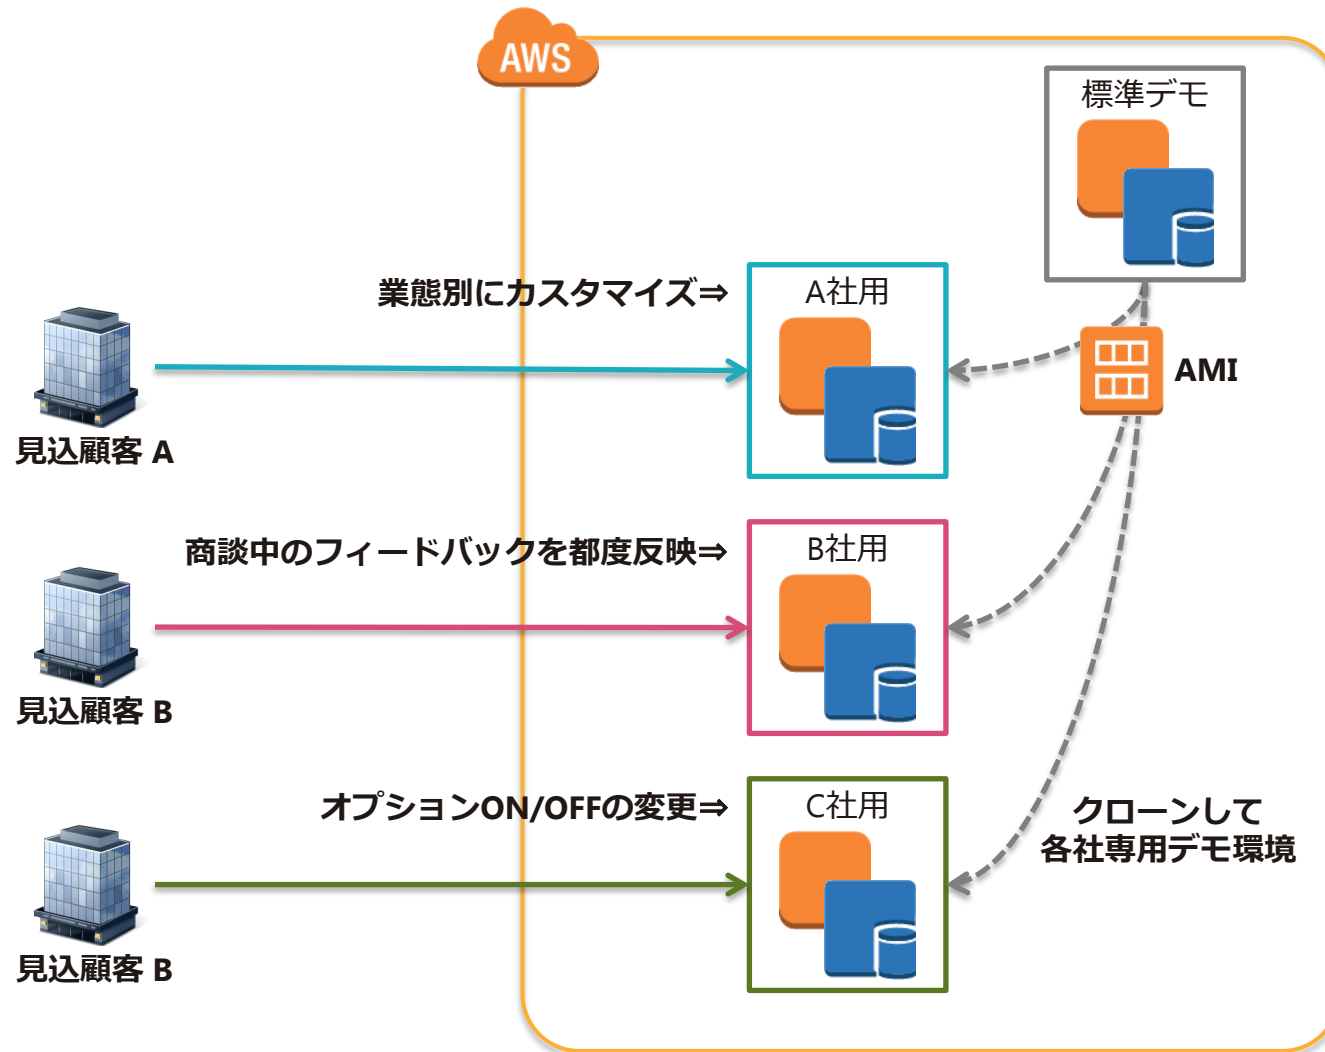 AWS
標準デモ
業態別にカスタマイズ⇒
A社用
AMI
見込顧客 A
商談中のフィードバックを都度反映⇒
B社用
見込顧客 B
オプションON/OFFの変更⇒
C社用
クローンして
各社専用デモ環境
見込顧客 B